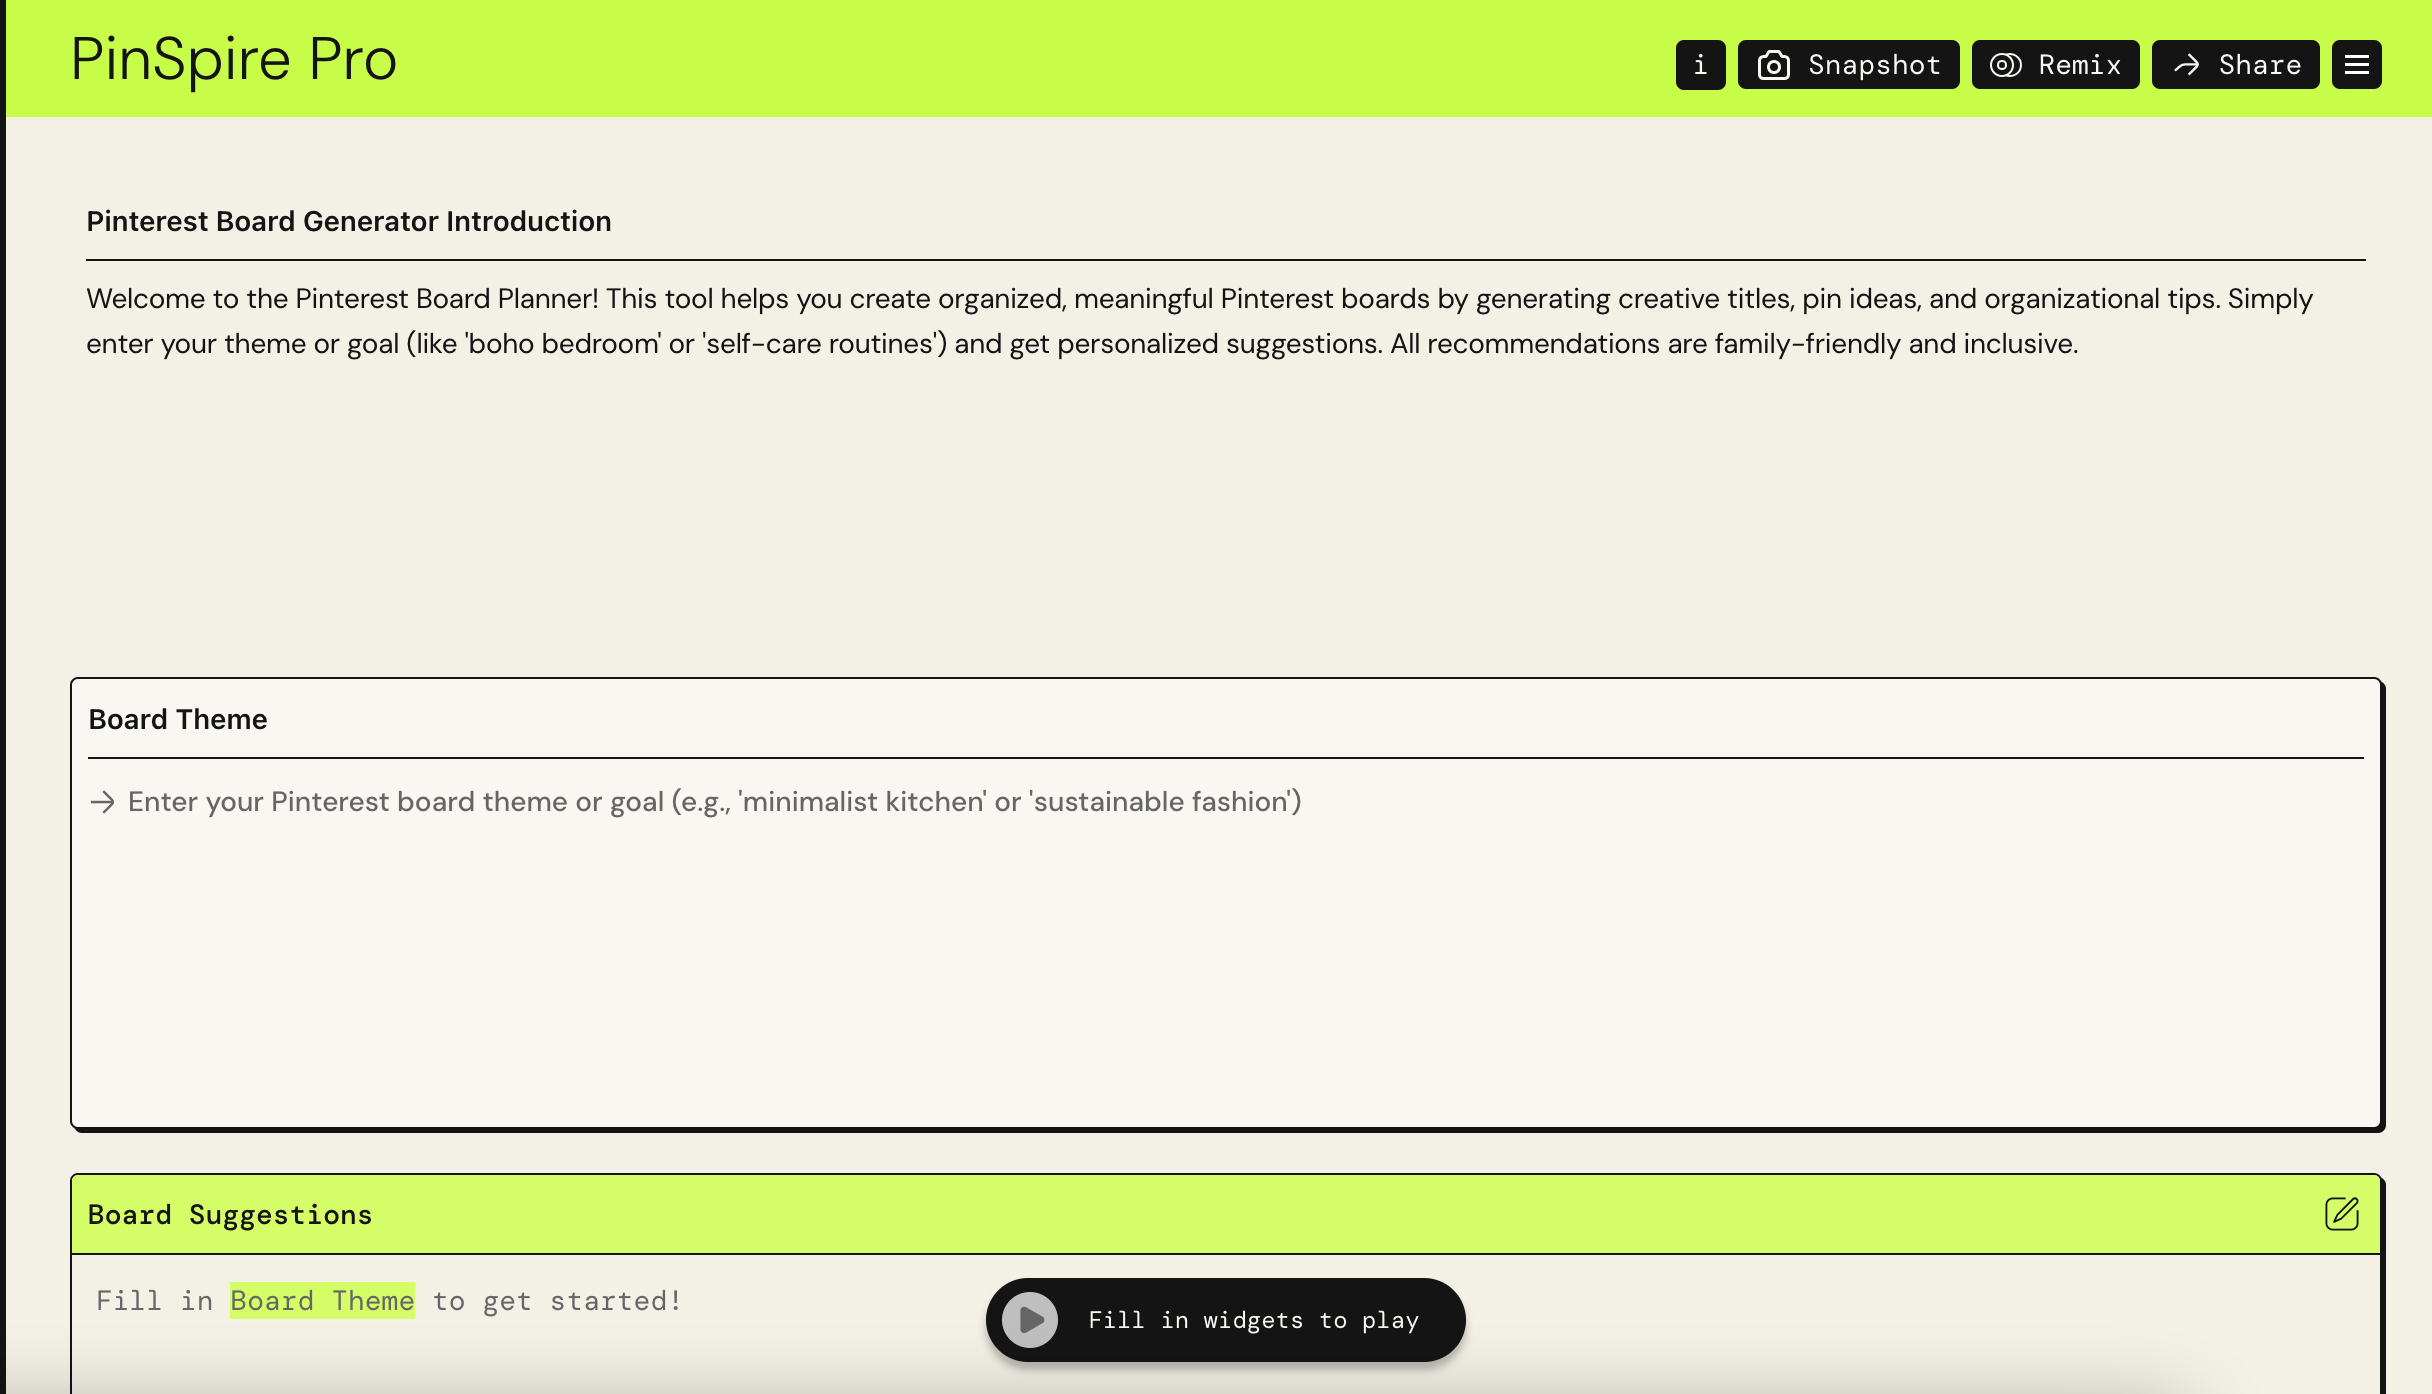 PinSpire Pro
i
Snapshot
Remix
Share
Pinterest Board Generator Introduction
Welcome to the Pinterest Board Planner! This tool helps you create organized, meaningful Pinterest boards by generating creative titles, pin ideas, and organizational tips. Simply
enter your theme or goal (like 'boho bedroom' or 'self-care routines') and get personalized suggestions. All recommendations are family-friendly and inclusive.
Board Theme
Enter your Pinterest board theme or goal (e.g., 'minimalist kitchen' or 'sustainable fashion')
Board Suggestions
Fill in Board Theme to get started!
Fill in widgets to play